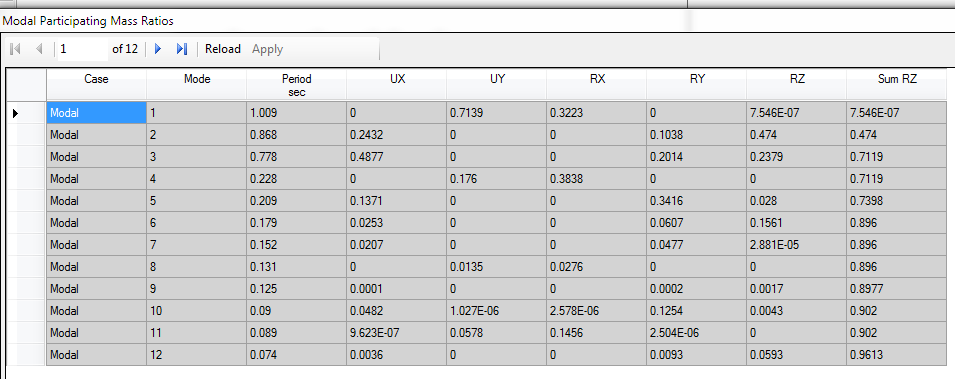 Modal Participating Mass Ratios
1 of 12 Reload Apply
Case Mode Period sec UX UY RX RY RZ Sum RZ
Modal 1 1.009 0 0.7139 0.3223 0 7.546E-07 7.546E-07
Modal 2 0.868 0.2432 0 0 0.1038 0.474 0.474
Modal 3 0.778 0.4877 0 0 0.2014 0.2379 0.7119
Modal 4 0.228 0 0.176 0.3838 0 0 0.7119
Modal 5 0.209 0.1371 0 0 0.3416 0.028 0.7398
Modal 6 0.179 0.0253 0 0 0.0607 0.1561 0.896
Modal 7 0.152 0.0207 0 0 0.0477 2.881E-05 0.896
Modal 8 0.131 0 0.0135 0.0276 0 0 0.896
Modal 9 0.125 0.0001 0 0 0.0002 0.0017 0.8977
Modal 10 0.09 0.0482 1.027E-06 2.578E-06 0.1254 0.0043 0.902
Modal 11 0.089 9.623E-07 0.0578 0.1456 2.504E-06 0 0.902
Modal 12 0.074 0.0036 0 0 0.0093 0.0593 0.9613